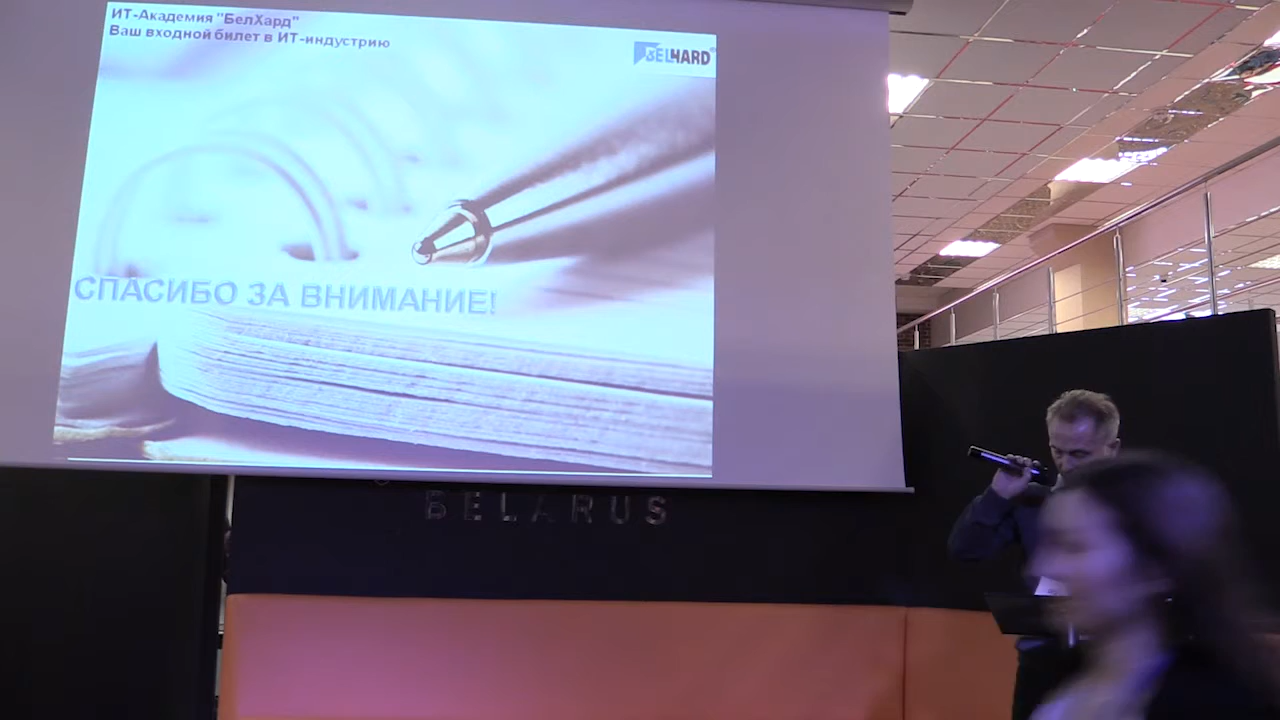 ИТ-Академия "БелХард"
Ваш входной билет в ИТ-индустрию
BELHARD
СПАСИБО ЗА ВНИМАНИЕ!
BELARUS